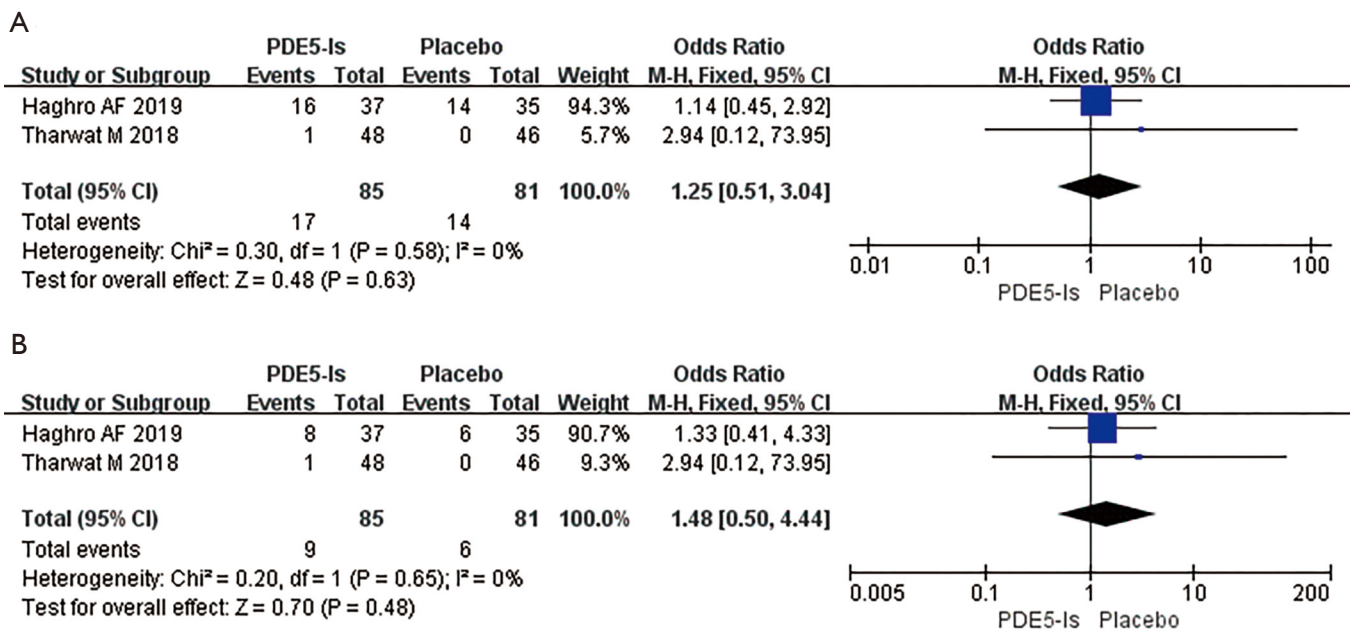 A
PDE5-Is Placebo Odds Ratio Odds Ratio
Study or Subgroup Events Total Events Total Weight M-H, Fixed, 95% CI M-H, Fixed, 95% CI
Haghro AF 2019 16 37 14 35 94.3% 1.14 [0.45, 2.92]
Tharwat M 2018 1 48 0 46 5.7% 2.94 [0.12, 73.95]
Total (95% CI) 85 81 100.0% 1.25 [0.51, 3.04]
Total events 17 14
Heterogeneity: Chi² = 0.30, df = 1 (P = 0.58); I² = 0%
Test for overall effect: Z = 0.48 (P = 0.63)
0.01 0.1 1 10 100
PDE5-Is Placebo
B
PDE5-Is Placebo Odds Ratio Odds Ratio
Study or Subgroup Events Total Events Total Weight M-H, Fixed, 95% CI M-H, Fixed, 95% CI
Haghro AF 2019 8 37 6 35 90.7% 1.33 [0.41, 4.33]
Tharwat M 2018 1 48 0 46 9.3% 2.94 [0.12, 73.95]
Total (95% CI) 85 81 100.0% 1.48 [0.50, 4.44]
Total events 9 6
Heterogeneity: Chi² = 0.20, df = 1 (P = 0.65); I² = 0%
Test for overall effect: Z = 0.70 (P = 0.48)
0.005 0.1 1 10 200
PDE5-Is Placebo